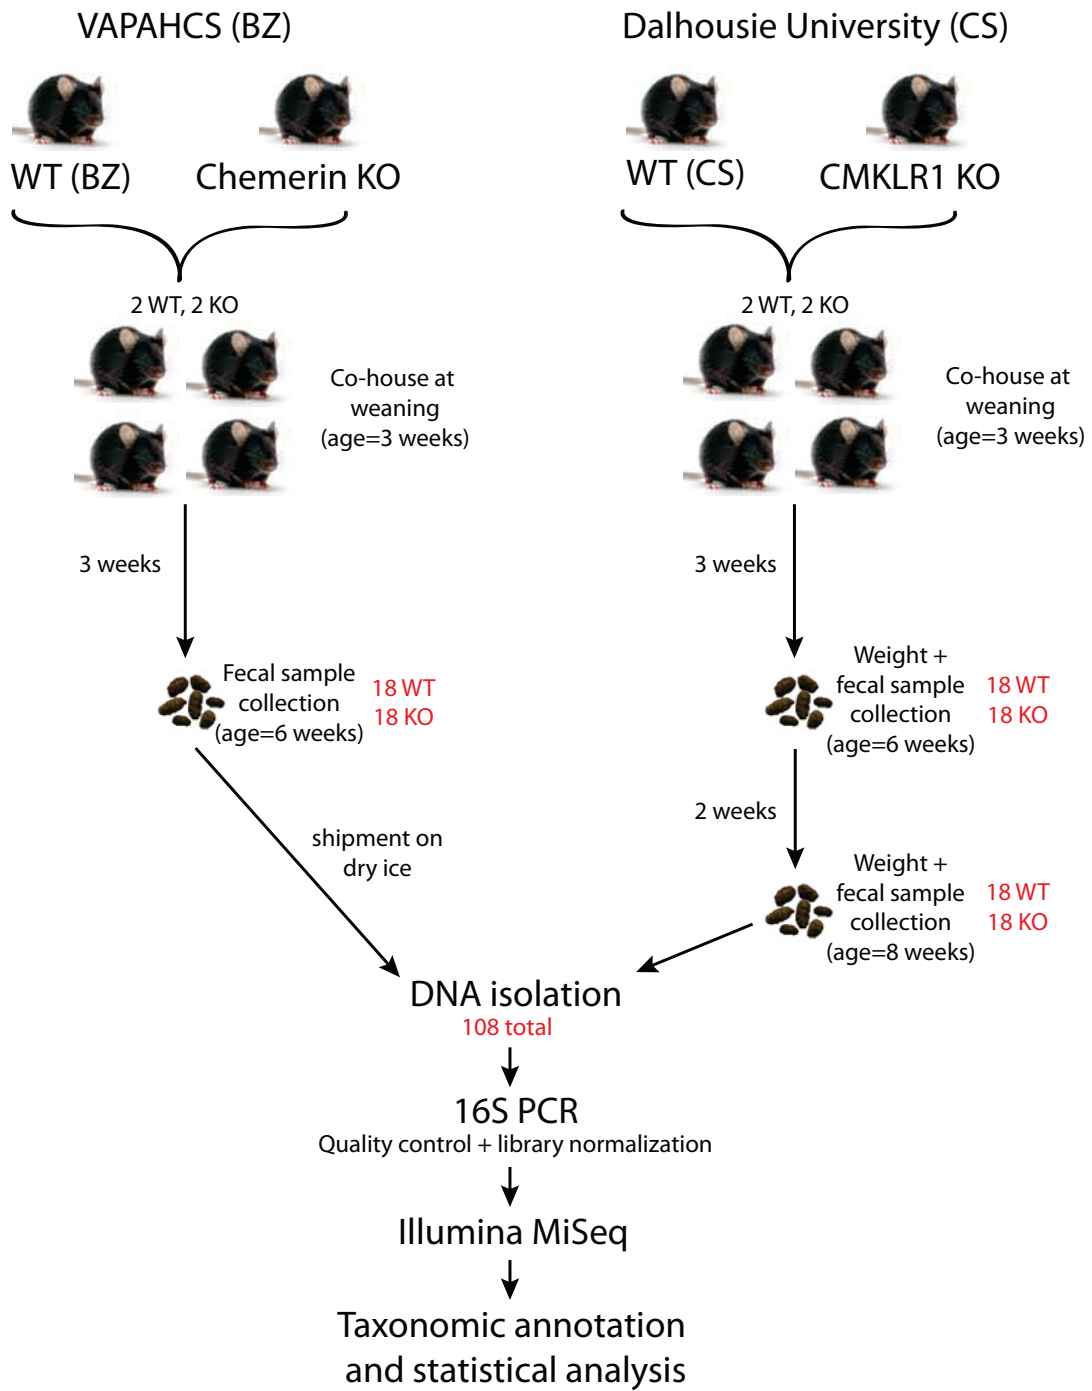 VAPAHCS (BZ)
Dalhousie University (CS)
WT (BZ)
Chemerin KO
WT (CS)
CMKLR1 KO
2 WT, 2 KO
2 WT, 2 KO
Co-house at
weaning
(age=3 weeks)
Co-house at
weaning
(age=3 weeks)
3 weeks
3 weeks
Fecal sample
collection
(age=6 weeks)
18 WT
18 KO
Weight +
fecal sample
collection
(age=6 weeks)
18 WT
18 KO
2 weeks
shipment on
dry ice
Weight +
fecal sample
collection
(age=8 weeks)
18 WT
18 KO
DNA isolation
108 total
16S PCR
Quality control + library normalization
Illumina MiSeq
Taxonomic annotation
and statistical analysis